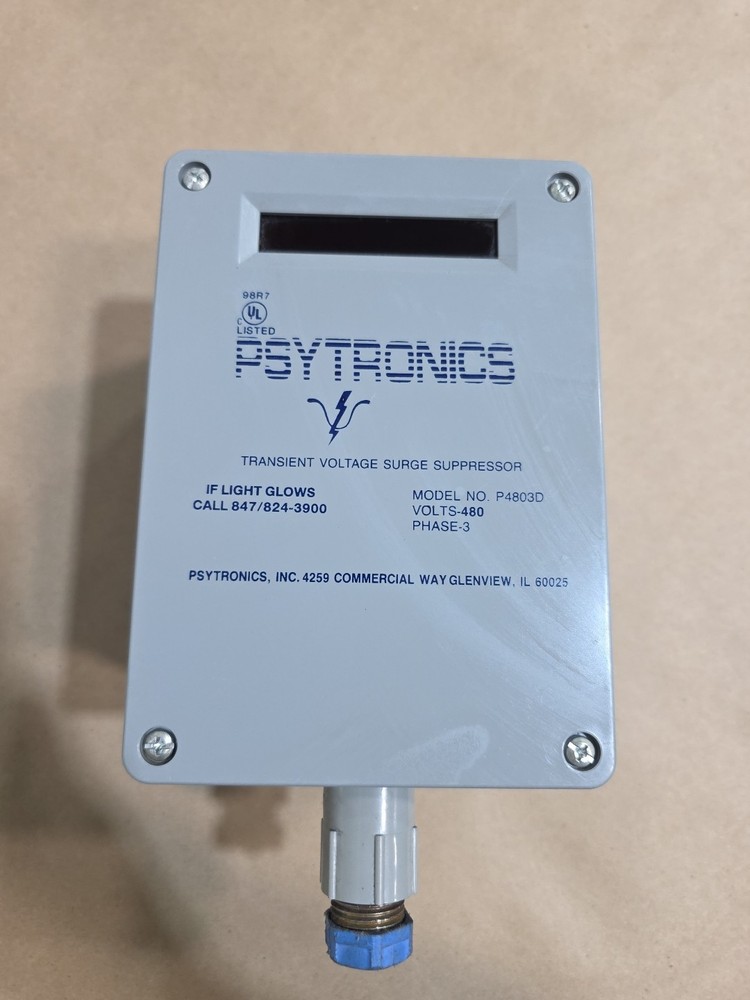 98R7
C UL
LISTED
PSYTRONICS
TRANSIENT VOLTAGE SURGE SUPPRESSOR
IF LIGHT GLOWS
CALL 847/824-3900
MODEL NO. P4803D
VOLTS-480
PHASE-3
PSYTRONICS, INC. 4259 COMMERCIAL WAY GLENVIEW, IL 60025